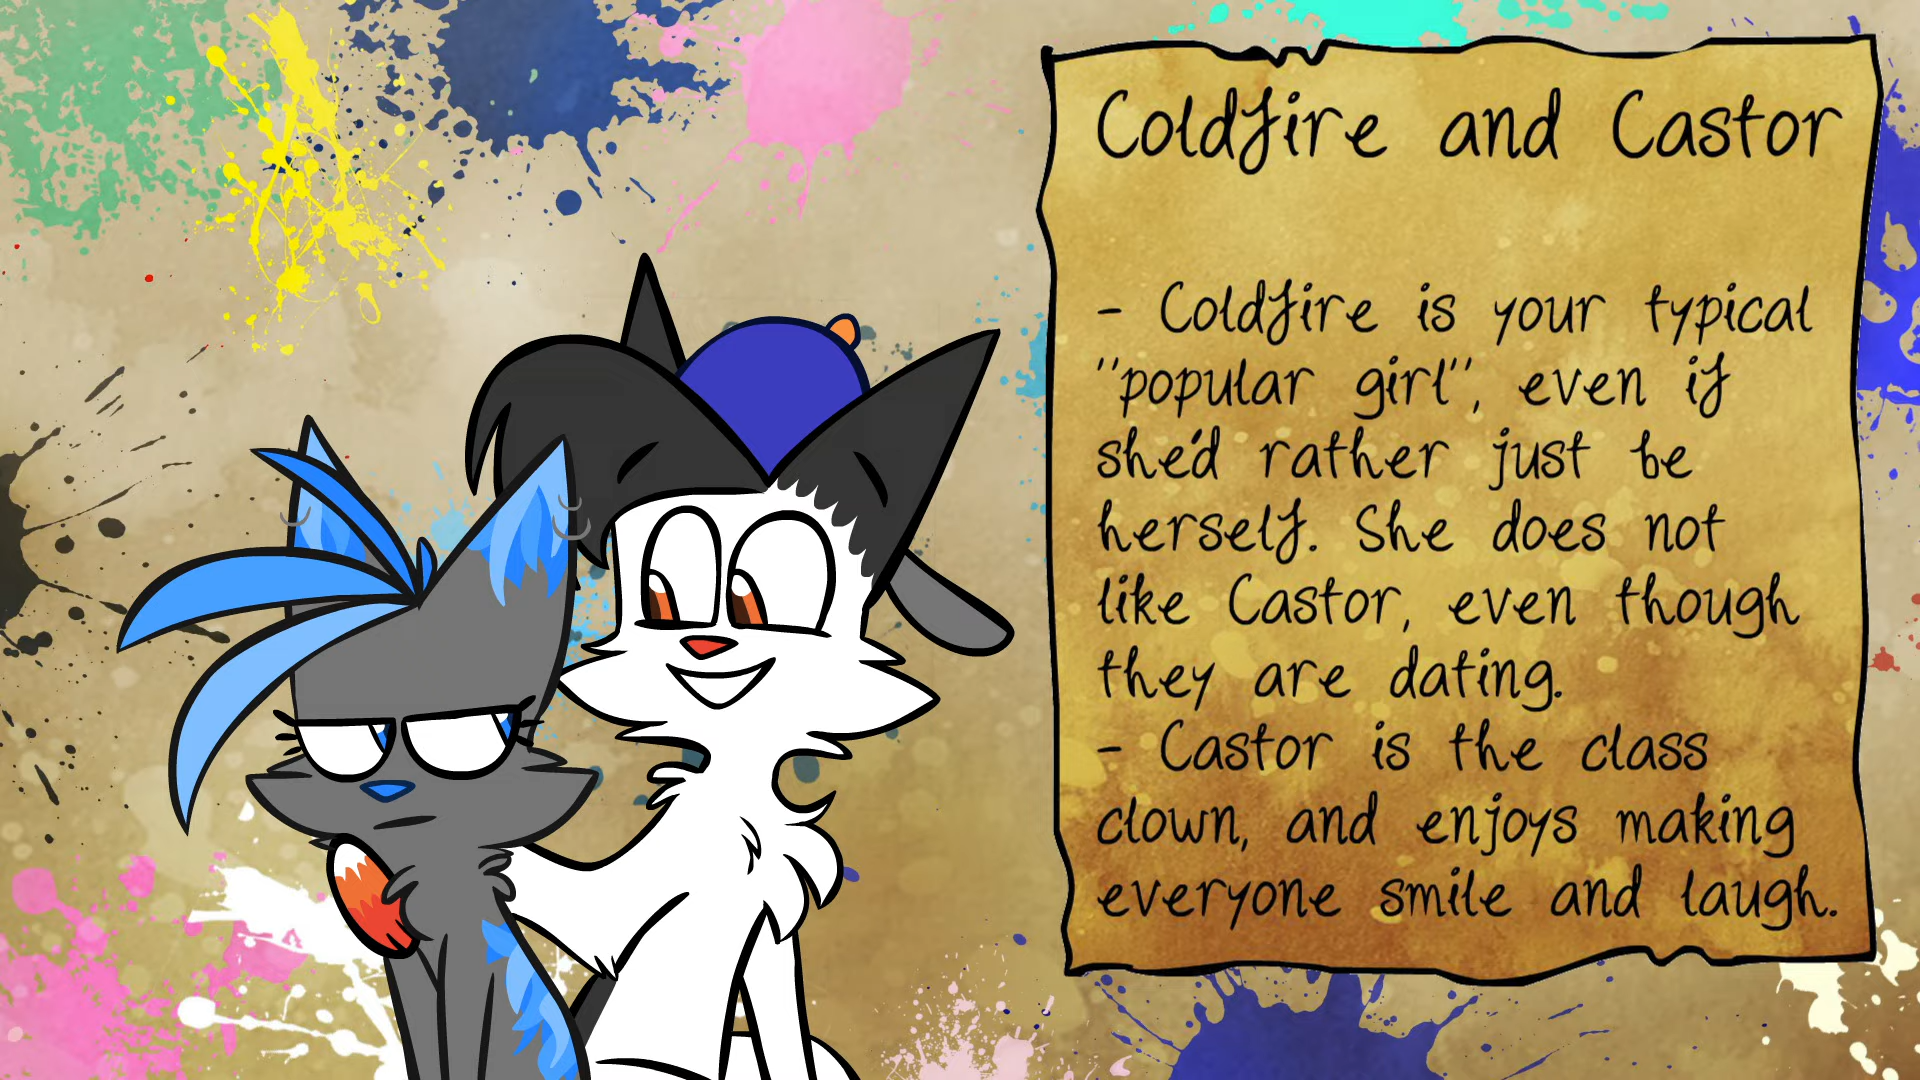 Coldfire and Castor
- Coldfire is your typical
"popular girl", even if
she'd rather just be
herself. She does not
like Castor, even though
they are dating.
- Castor is the class
clown, and enjoys making
everyone smile and laugh.